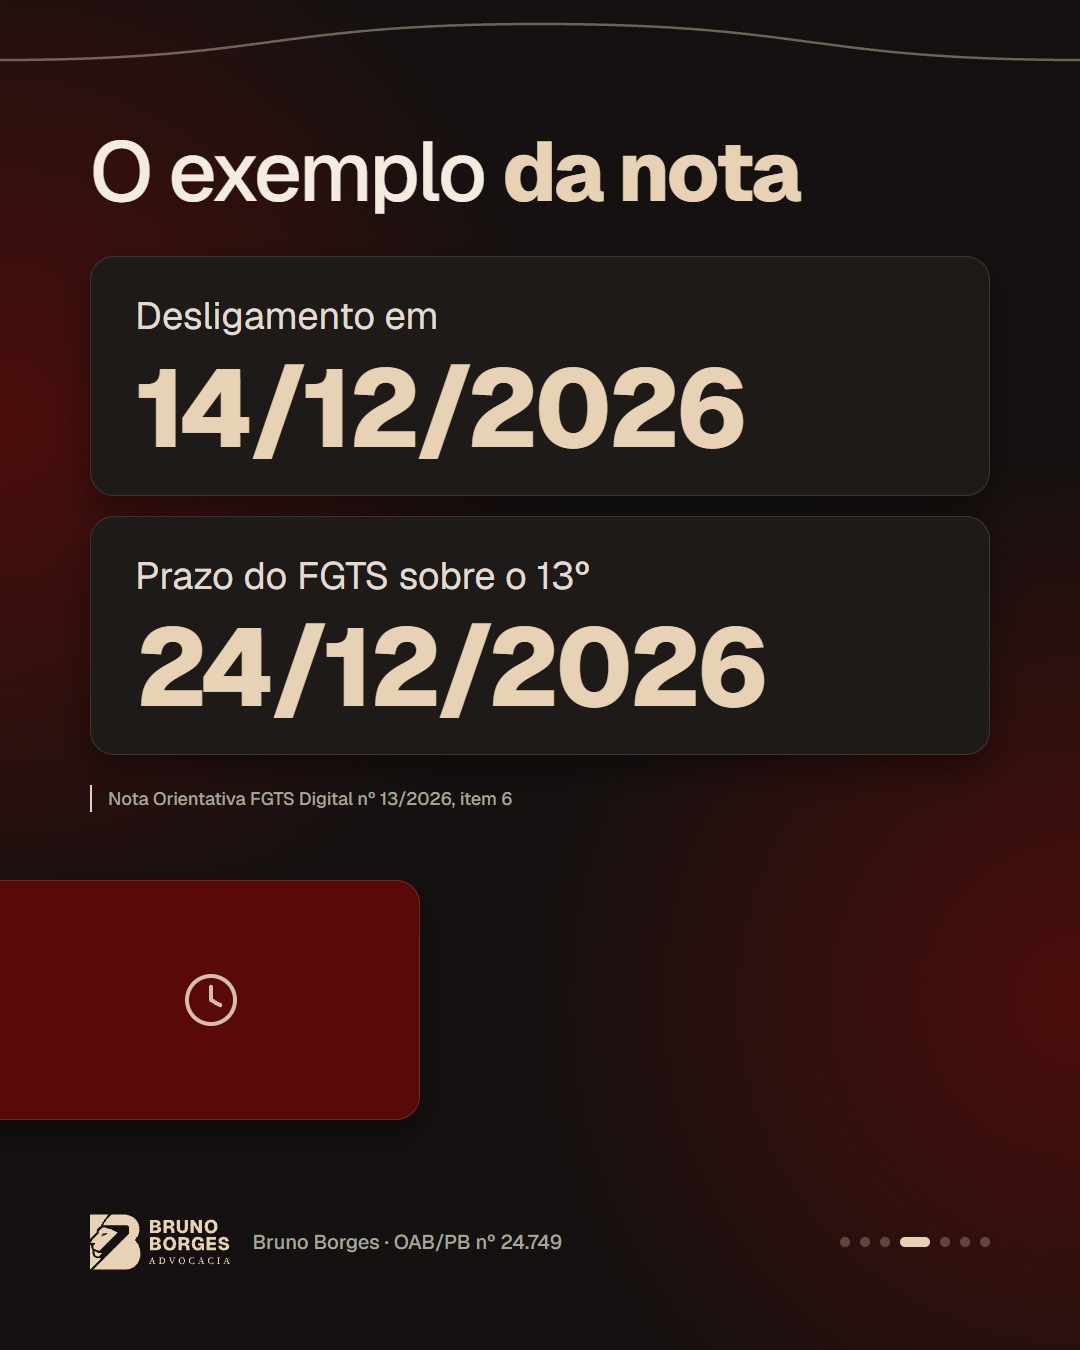 O exemplo da nota
Desligamento em
14/12/2026
Prazo do FGTS sobre o 13º
24/12/2026
Nota Orientativa FGTS Digital nº 13/2026, item 6
BRUNO
BORGES
ADVOCACIA
Bruno Borges · OAB/PB nº 24.749